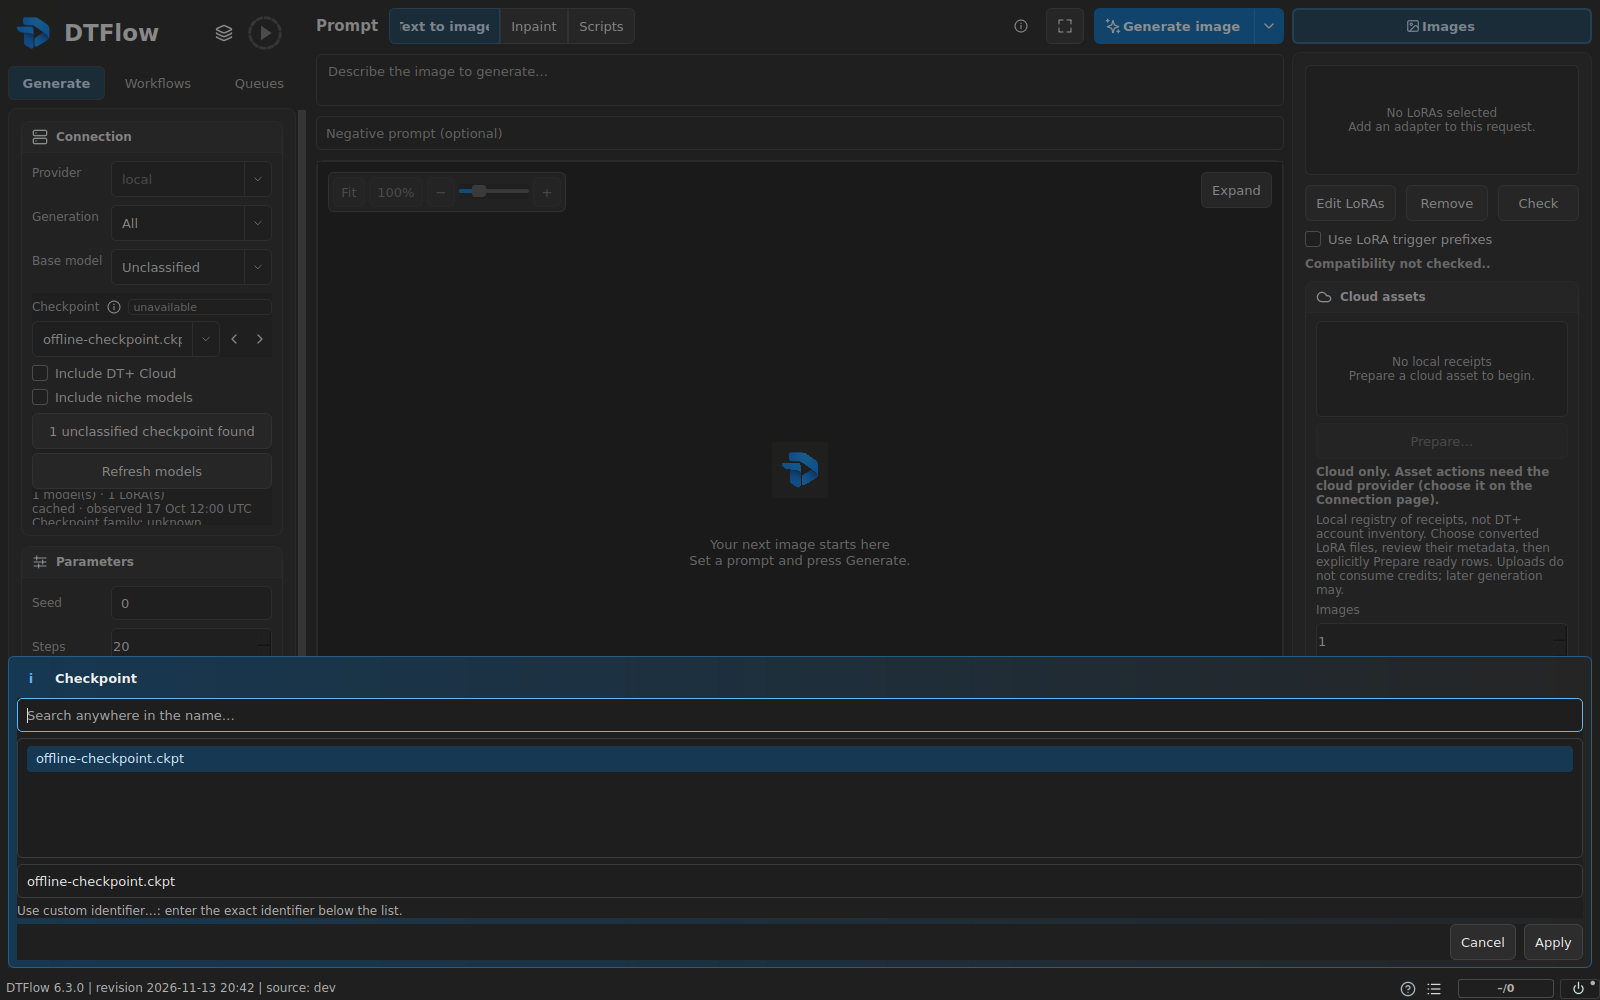 DTFlow
Generate
Workflows
Queues
Connection
Provider
local
Generation
All
Base model
Unclassified
Checkpoint
unavailable
offline-checkpoint.ckp
Include DT+ Cloud
Include niche models
1 unclassified checkpoint found
Refresh models
1 model(s) · 1 LoRA(s)
cached · observed 17 Oct 12:00 UTC
Checkpoint family: unknown
Parameters
Seed
0
Steps
20
Prompt
Text to image
Inpaint
Scripts
Generate image
Describe the image to generate…
Negative prompt (optional)
Fit
100%
−
+
Expand
Your next image starts here
Set a prompt and press Generate.
Images
No LoRAs selected
Add an adapter to this request.
Edit LoRAs
Remove
Check
Use LoRA trigger prefixes
Compatibility not checked..
Cloud assets
No local receipts
Prepare a cloud asset to begin.
Prepare…
Cloud only. Asset actions need the
cloud provider (choose it on the
Connection page).
Local registry of receipts, not DT+
account inventory. Choose converted
LoRA files, review their metadata, then
explicitly Prepare ready rows. Uploads do
not consume credits; later generation
may.
Images
1
i
Checkpoint
Search anywhere in the name…
offline-checkpoint.ckpt
offline-checkpoint.ckpt
Use custom identifier…: enter the exact identifier below the list.
Cancel
Apply
DTFlow 6.3.0 | revision 2026-11-13 20:42 | source: dev
–/0